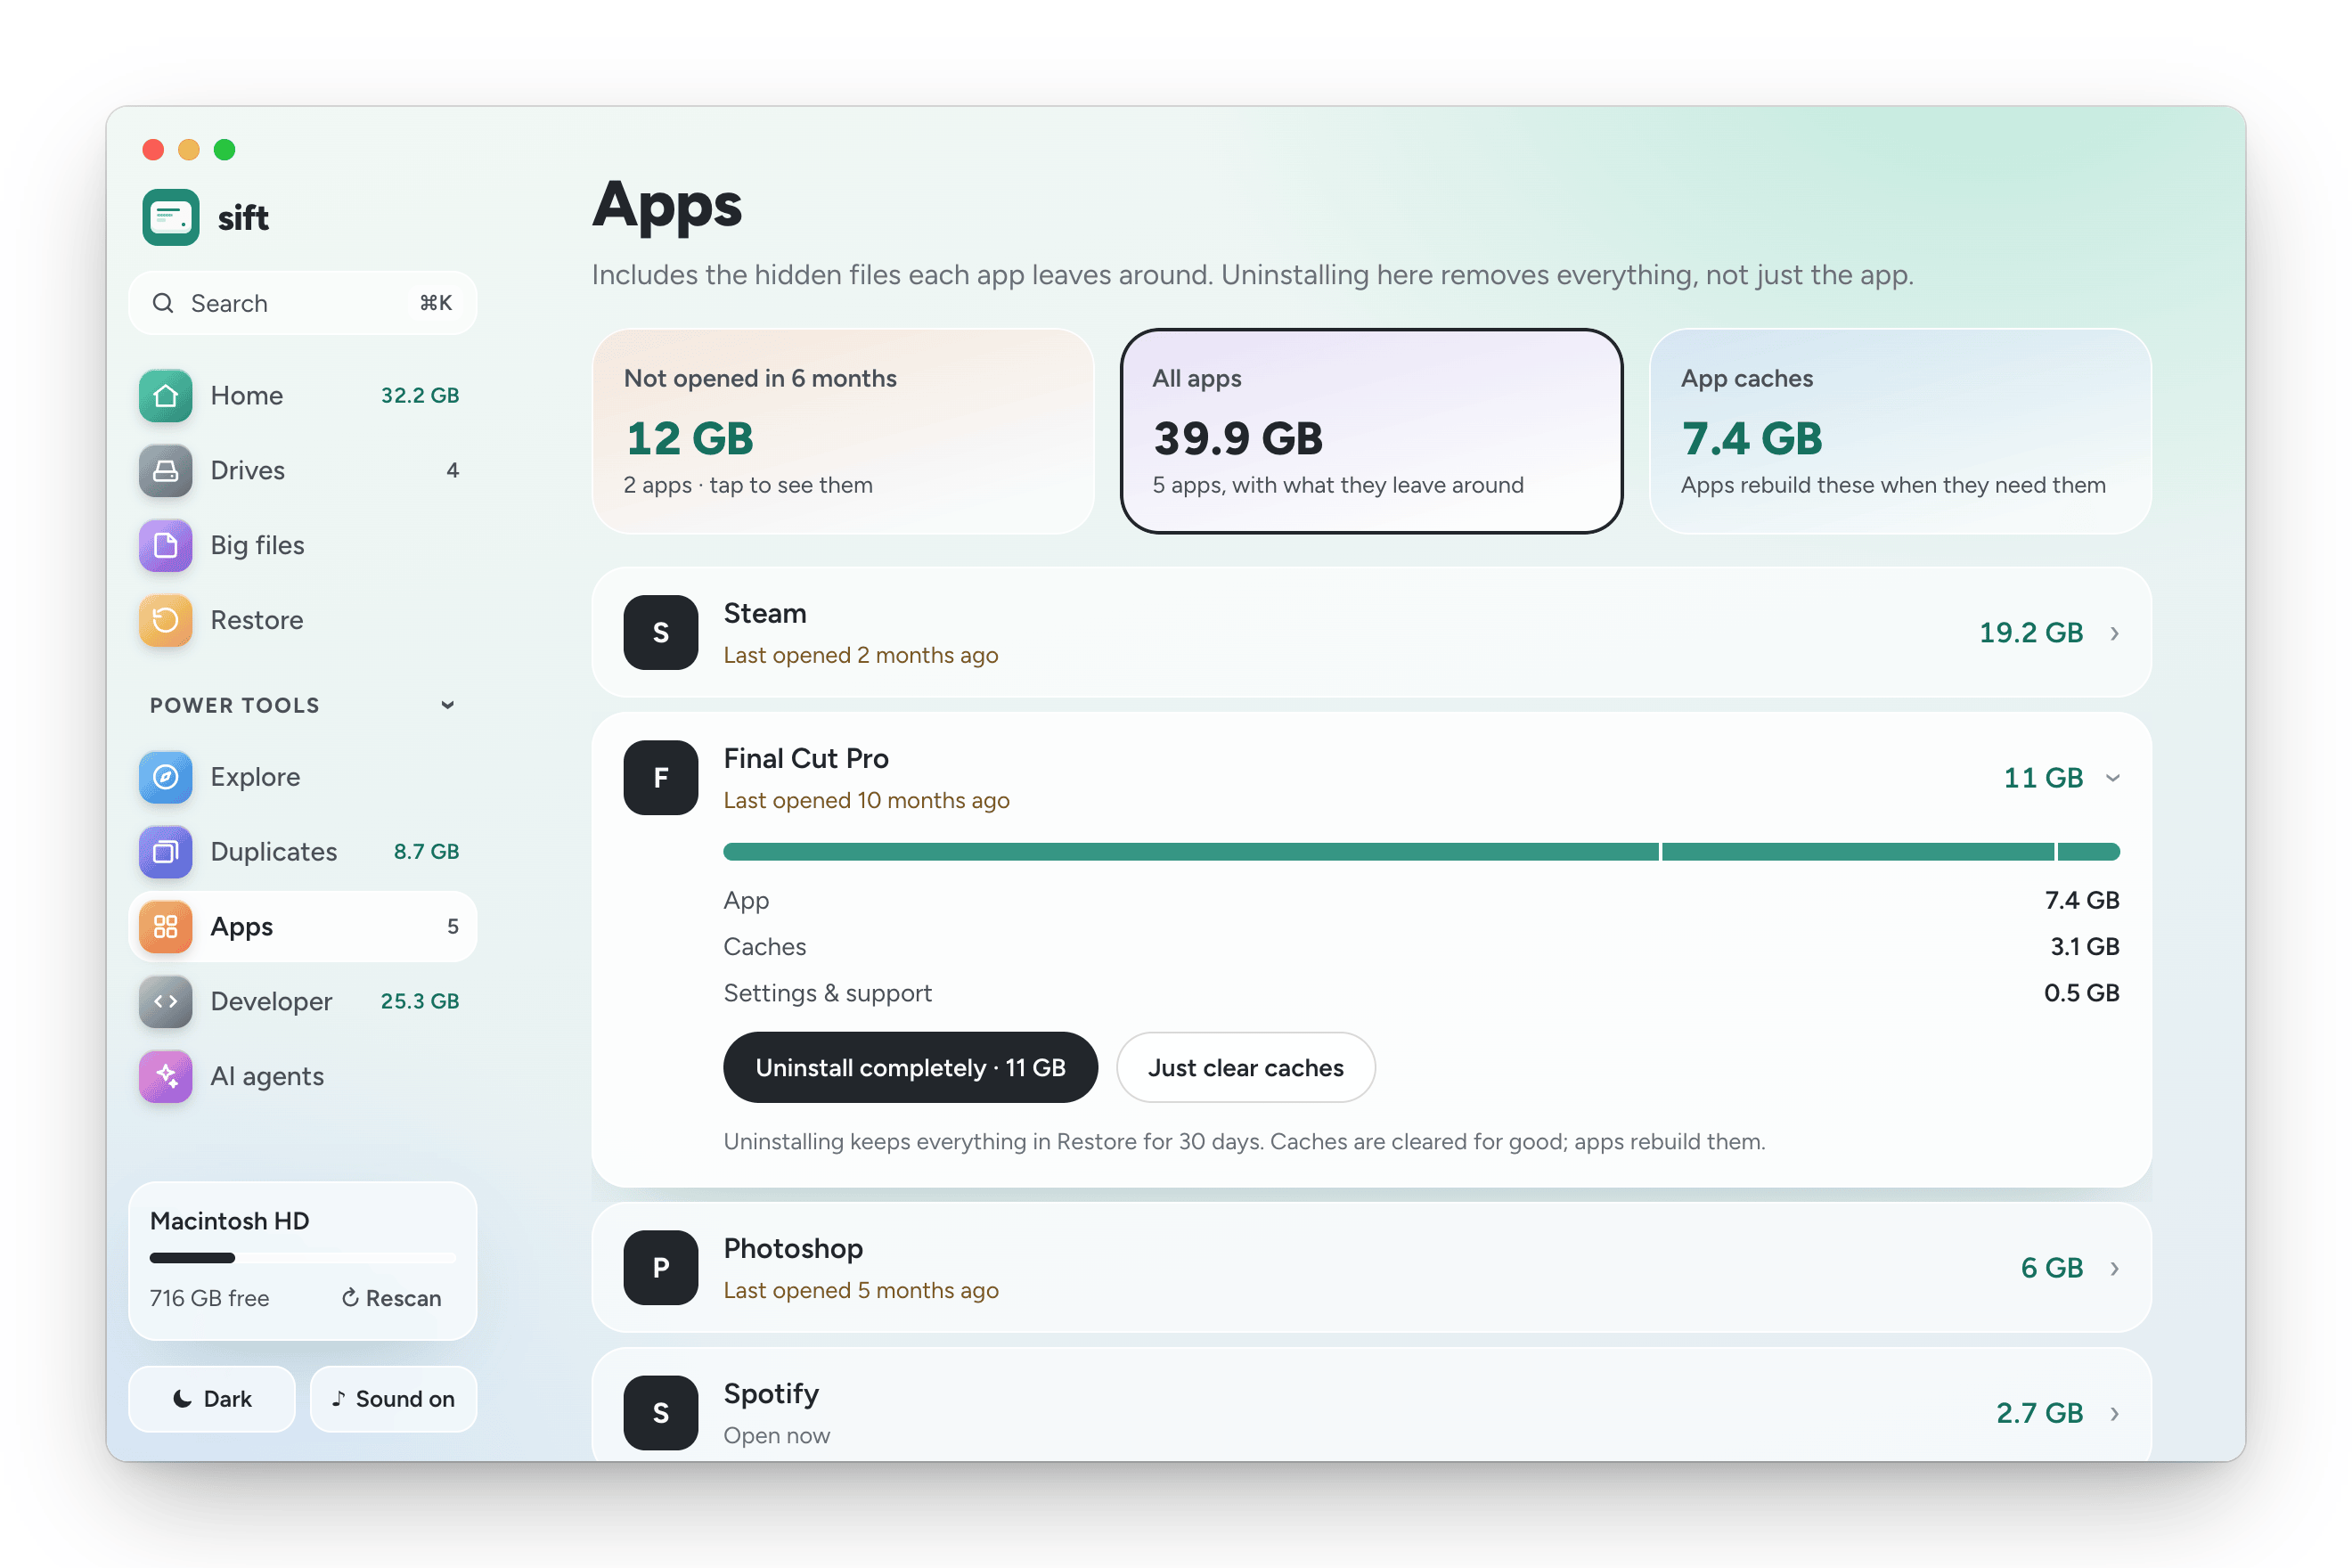 sift
Search ⌘K
Home 32.2 GB
Drives 4
Big files
Restore
POWER TOOLS
Explore
Duplicates 8.7 GB
Apps 5
Developer 25.3 GB
AI agents
Macintosh HD
716 GB free Rescan
Dark Sound on
Apps
Includes the hidden files each app leaves around. Uninstalling here removes everything, not just the app.
Not opened in 6 months
12 GB
2 apps · tap to see them
All apps
39.9 GB
5 apps, with what they leave around
App caches
7.4 GB
Apps rebuild these when they need them
S
Steam
Last opened 2 months ago
19.2 GB
F
Final Cut Pro
Last opened 10 months ago
11 GB
App 7.4 GB
Caches 3.1 GB
Settings & support 0.5 GB
Uninstall completely · 11 GB Just clear caches
Uninstalling keeps everything in Restore for 30 days. Caches are cleared for good; apps rebuild them.
P
Photoshop
Last opened 5 months ago
6 GB
S
Spotify
Open now
2.7 GB